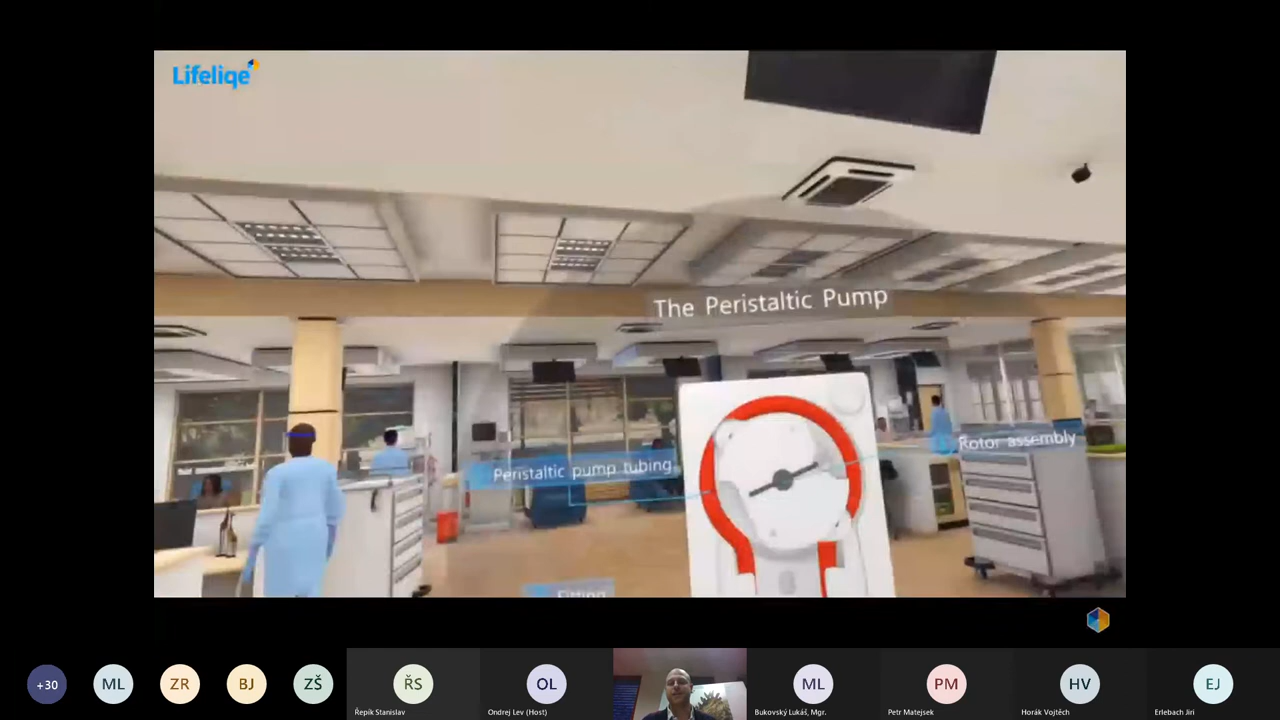 Lifeliqe
The Peristaltic Pump
Rotor assembly
Peristaltic pump tubing
Fitting
+30
ML
ZR
BJ
ZŠ
ŘS
OL
ML
PM
HV
EJ
Řepík Stanislav
Ondrej Lev (Host)
Bukovský Lukáš, Mgr.
Petr Matejsek
Horák Vojtěch
Erlebach Jiri